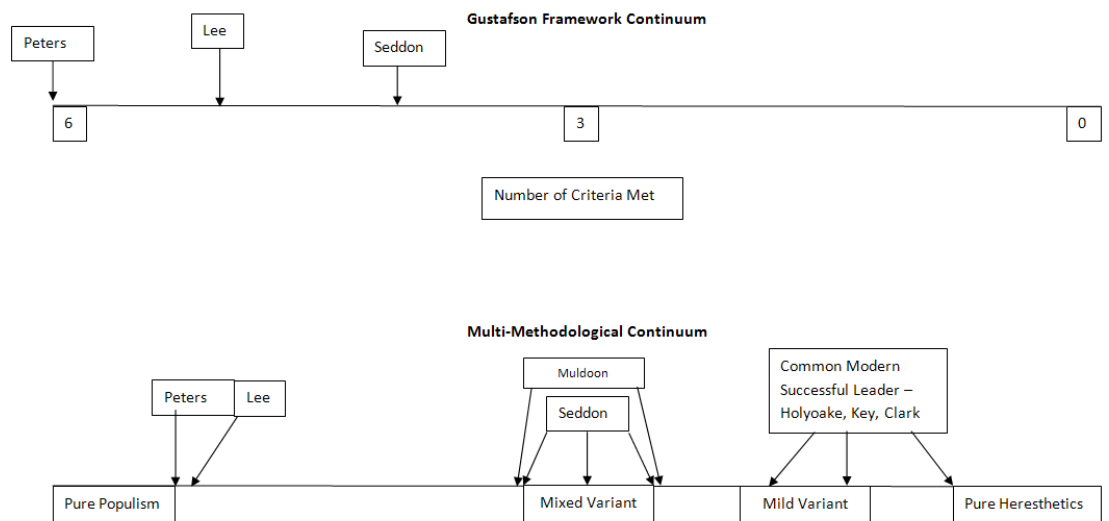 Gustafson Framework Continuum
Peters
Lee
Seddon
6
3
0
Number of Criteria Met
Multi-Methodological Continuum
Peters
Lee
Muldoon
Seddon
Common Modern
Successful Leader –
Holyoake, Key, Clark
Pure Populism
Mixed Variant
Mild Variant
Pure Heresthetics